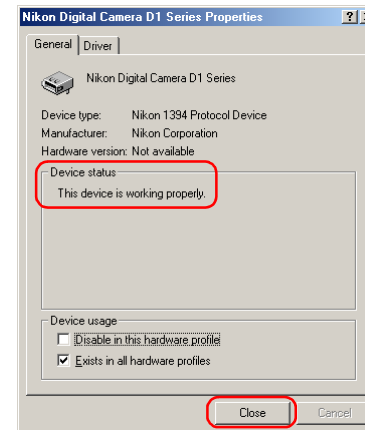 Nikon Digital Camera D1 Series Properties ?
General Driver
Nikon Digital Camera D1 Series
Device type: Nikon 1394 Protocol Device
Manufacturer: Nikon Corporation
Hardware version: Not available
Device status
This device is working properly.
Device usage
Disable in this hardware profile
Exists in all hardware profiles
Close Cancel